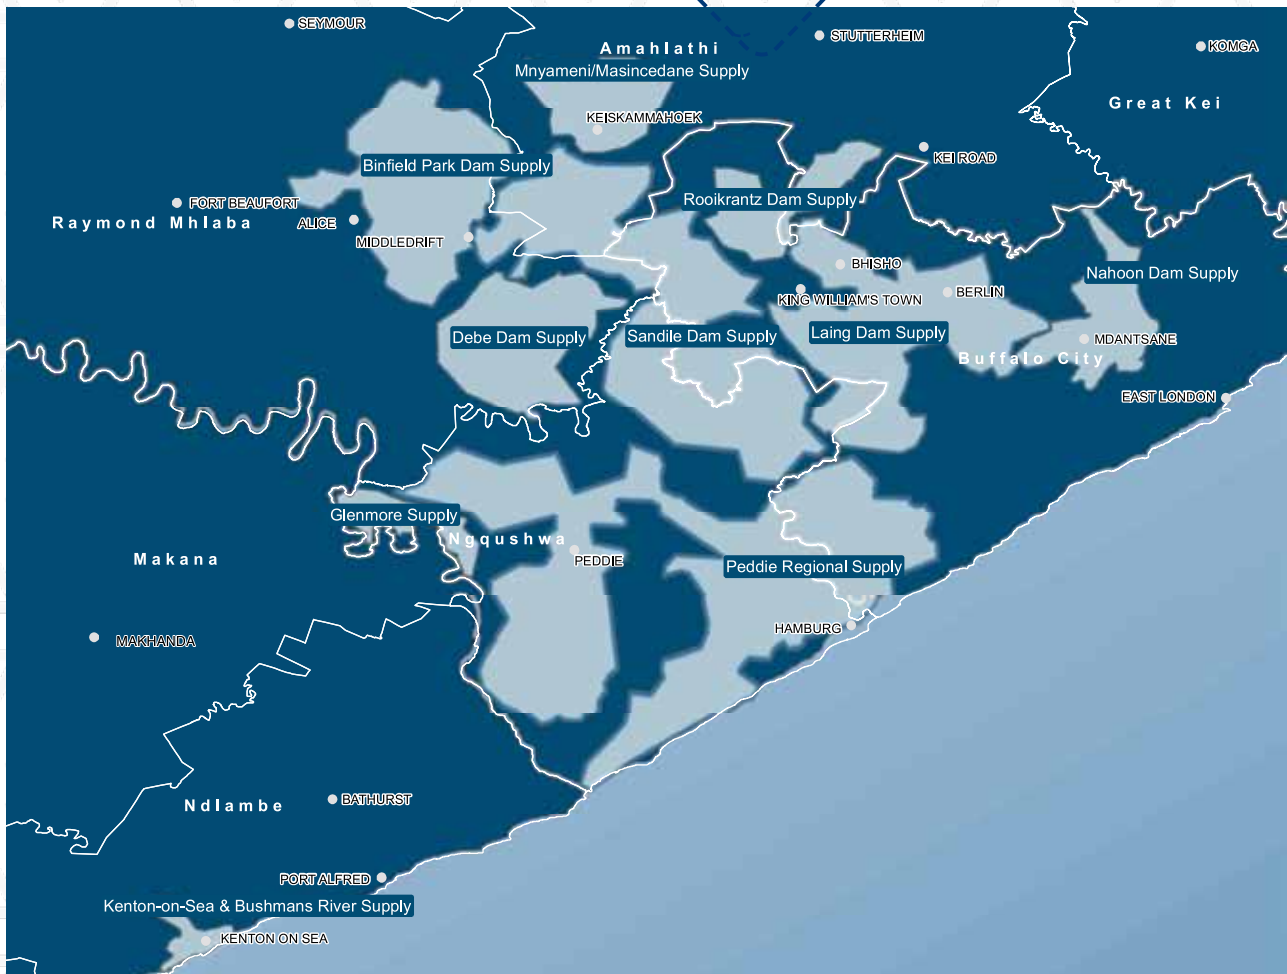 SEYMOUR
STUTTERHEIM
Amahlathi
KOMGA
Mnyameni/Masincedane Supply
Great Kei
KEISKAMMAHOEK
KEI ROAD
Binfield Park Dam Supply
Rooikrantz Dam Supply
FORT BEAUFORT
Raymond Mhlaba
ALICE
MIDDLEDRIFT
BHISHO
Nahoon Dam Supply
KING WILLIAM'S TOWN
BERLIN
Debe Dam Supply
Sandile Dam Supply
Laing Dam Supply
MDANTSANE
Buffalo City
EAST LONDON
Glenmore Supply
Ngqushwa
Makana
PEDDIE
Peddie Regional Supply
HAMBURG
MAKHANDA
Ndlambe
BATHURST
PORT ALFRED
Kenton-on-Sea & Bushmans River Supply
KENTON ON SEA